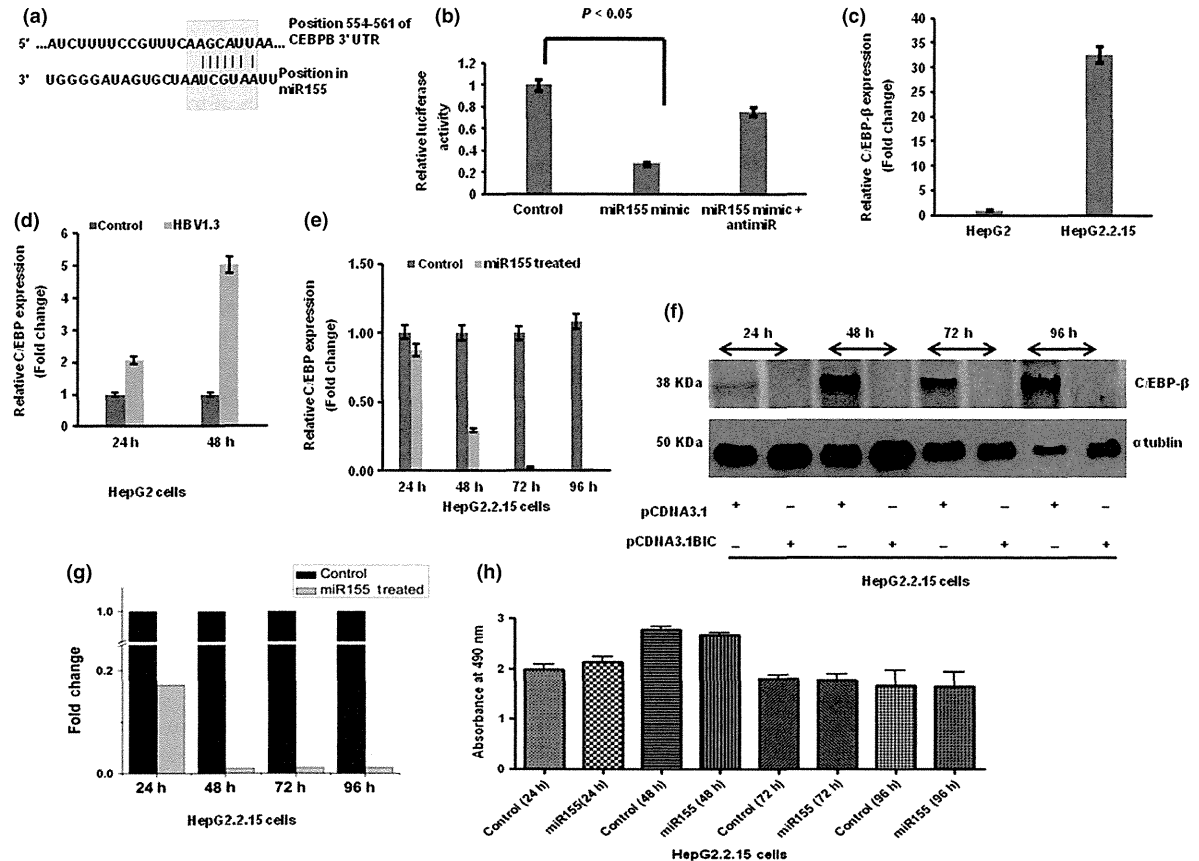 (a)
5' ...AUCUUUUCCGUUUCAAGCAUUAA...
Position 554-561 of
CEBPB 3' UTR
3' UGGGGAUAGUGCUAAUCGUAAUU
Position in
miR155
(b)
P < 0.05
Relative luciferase
activity
1.2
1
0.8
0.6
0.4
0.2
0
Control
miR155 mimic
miR155 mimic +
antimiR
(c)
Relative C/EBP-β expression
(Fold change)
40
35
30
25
20
15
10
5
0
HepG2
HepG2.2.15
(d)
Control
HBV1.3
Relative C/EBP expression
(Fold change)
6
5
4
3
2
1
0
24 h
48 h
HepG2 cells
(e)
Control
miR155 treated
Relative C/EBP expression
(Fold change)
1.50
1.00
0.50
0.00
24 h
48 h
72 h
96 h
HepG2.2.15 cells
(f)
24 h
48 h
72 h
96 h
38 KDa
C/EBP-β
50 KDa
α tublin
pCDNA3.1 + – + – + – + –
pCDNA3.1BIC – + – + – + – +
HepG2.2.15 cells
(g)
Control
miR155 treated
Fold change
1.0
0.2
0.0
24 h
48 h
72 h
96 h
HepG2.2.15 cells
(h)
Absorbance at 490 nm
3
2
1
0
Control (24 h)
miR155(24 h)
Control (48 h)
miR155 (48 h)
Control (72 h)
miR155 (72 h)
Control (96 h)
miR155 (96 h)
HepG2.2.15 cells